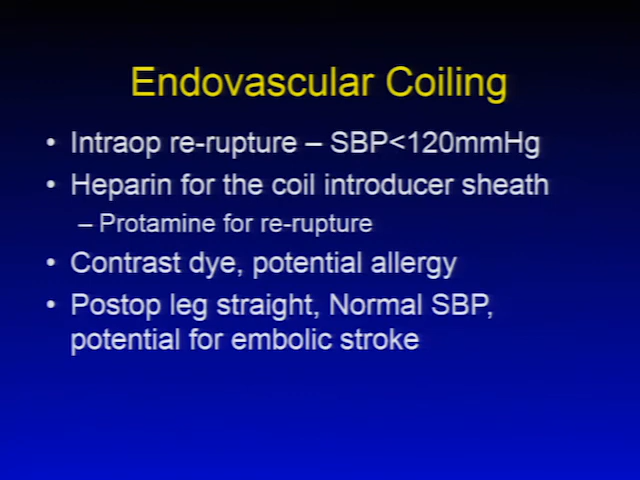 Endovascular Coiling
• Intraop re-rupture – SBP<120mmHg
• Heparin for the coil introducer sheath
– Protamine for re-rupture
• Contrast dye, potential allergy
• Postop leg straight, Normal SBP,
potential for embolic stroke